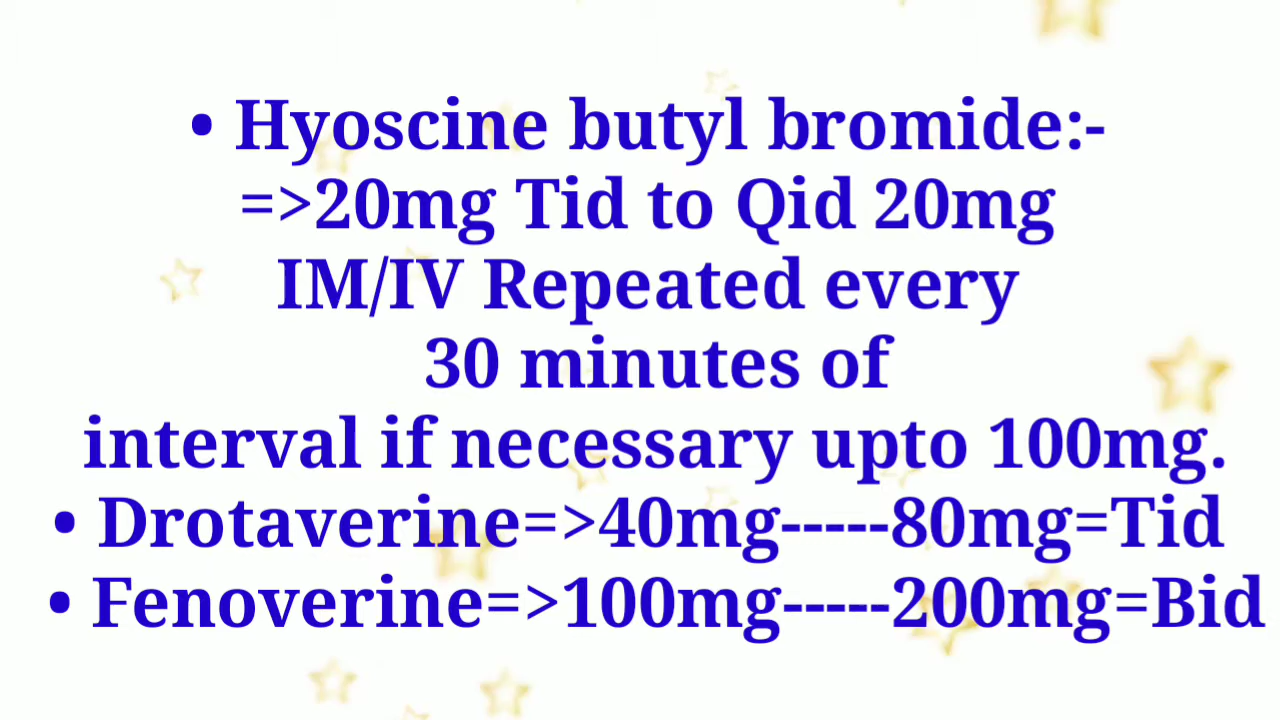 • Hyoscine butyl bromide:-
=>20mg Tid to Qid 20mg
IM/IV Repeated every
30 minutes of
interval if necessary upto 100mg.
• Drotaverine=>40mg-----80mg=Tid
• Fenoverine=>100mg-----200mg=Bid